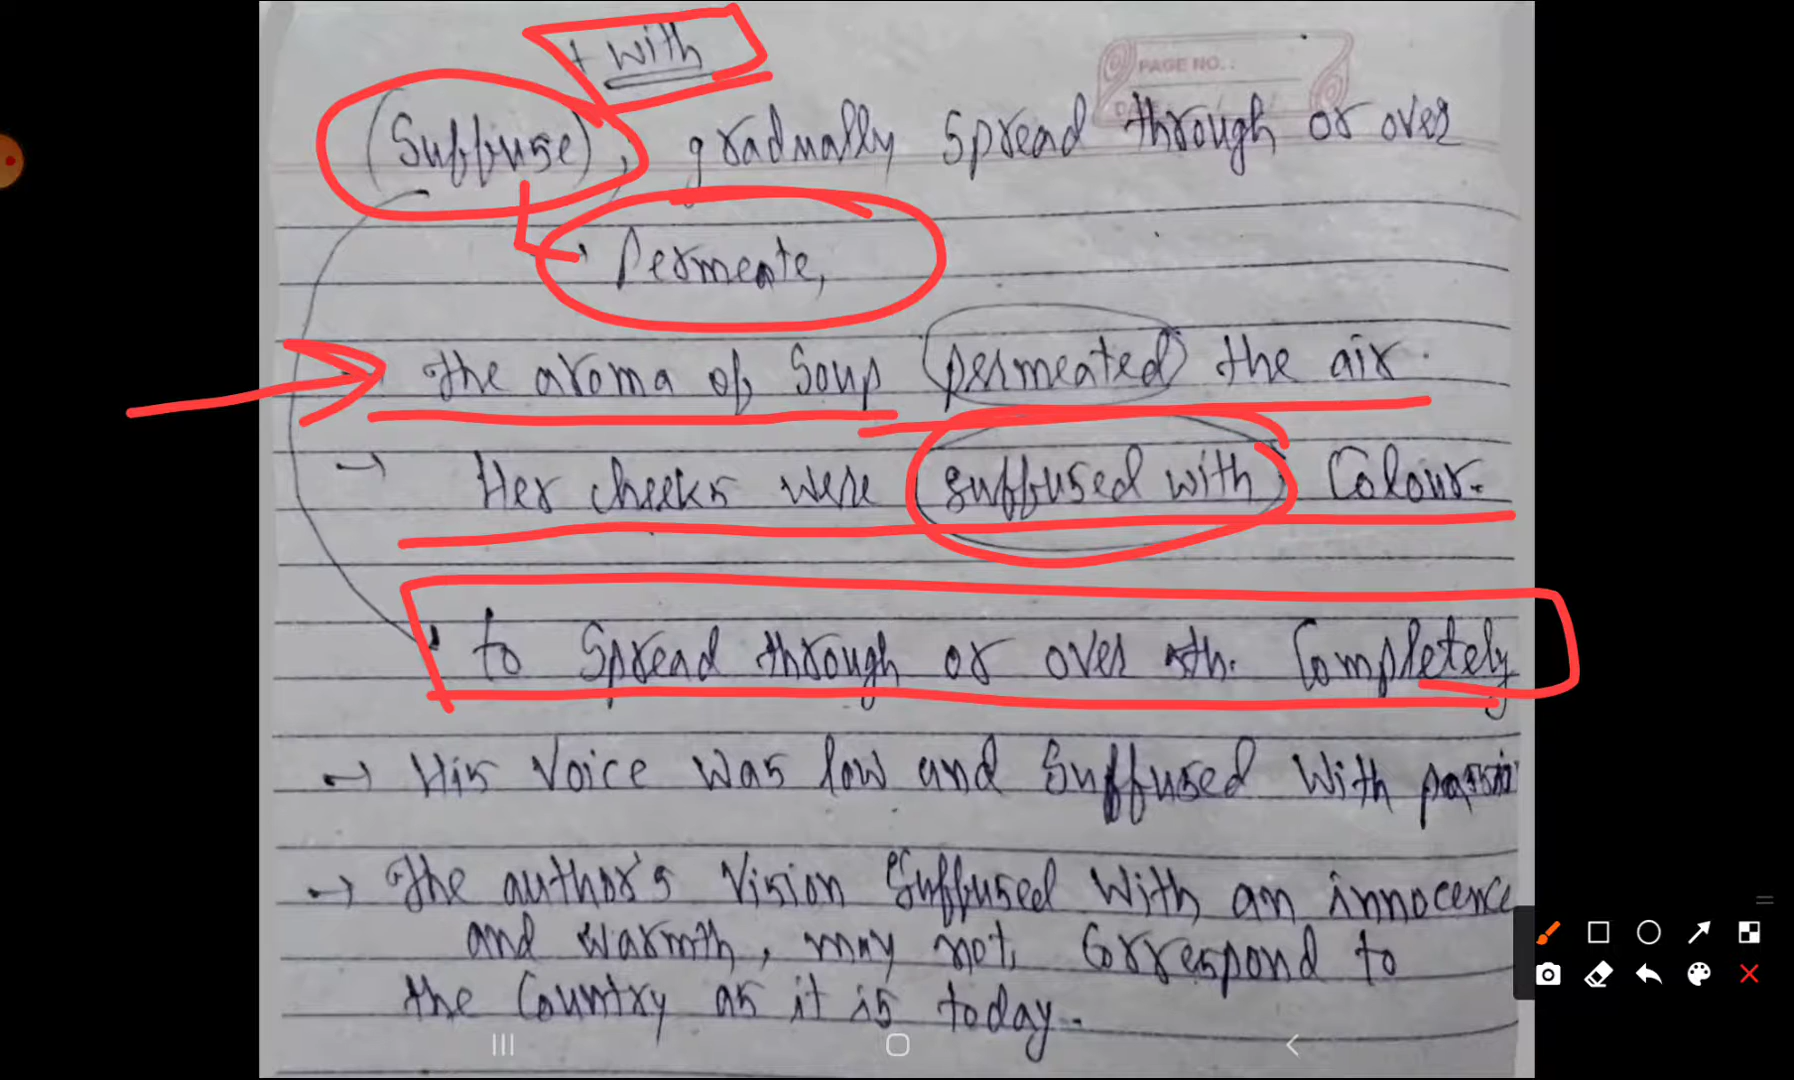 + with
PAGE NO. :
(Suffuse), gradually spread through or over
Permeate,
→ The aroma of Soup (permeated) the air.
→ Her cheeks were suffused with Colour.
to Spread through or over sth. Completely
→ His Voice was low and Suffused With
→ The author's Vision Suffused With an innocence
and warmth, may not, Correspond to
the Country as it is today.